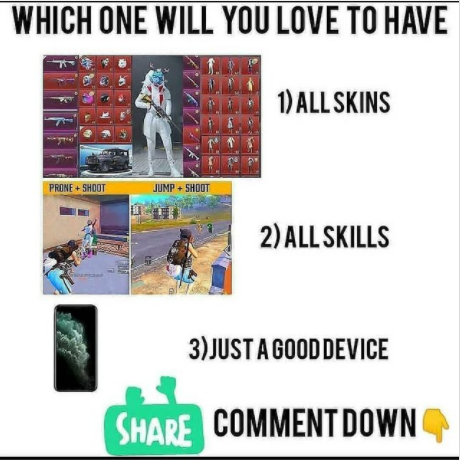 WHICH ONE WILL YOU LOVE TO HAVE
1) ALL SKINS
PRONE + SHOOT
JUMP + SHOOT
2) ALL SKILLS
3) JUST A GOOD DEVICE
SHARE
COMMENT DOWN 👇